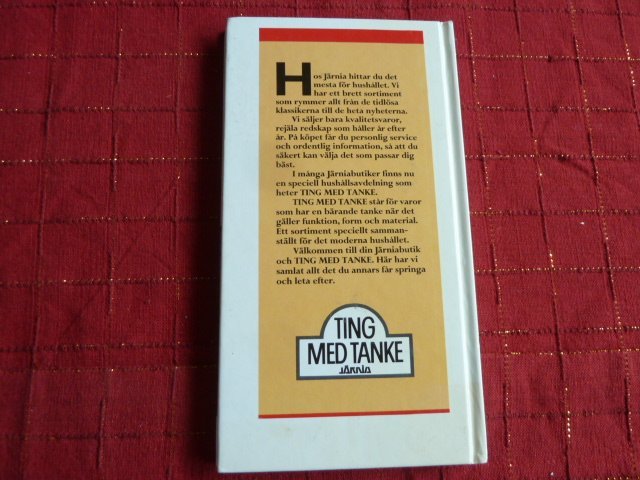 Hos Järnia hittar du det
mesta för hushållet. Vi
har ett brett sortiment
som rymmer allt från de tidlösa
klassikerna till de heta nyheterna.
Vi säljer bara kvalitetsvaror,
rejäla redskap som håller år efter
år. På köpet får du personlig service
och ordentlig information, så att du
säkert kan välja det som passar dig
bäst.
I många Järniabutiker finns nu
en speciell hushållsavdelning som
heter TING MED TANKE.
TING MED TANKE står för varor
som har en bärande tanke när det
gäller funktion, form och material.
Ett sortiment speciellt samman-
ställt för det moderna hushållet.
Välkommen till din Järniabutik
och TING MED TANKE. Här har vi
samlat allt det du annars får springa
och leta efter.
TING
MED TANKE
JÄRNIA